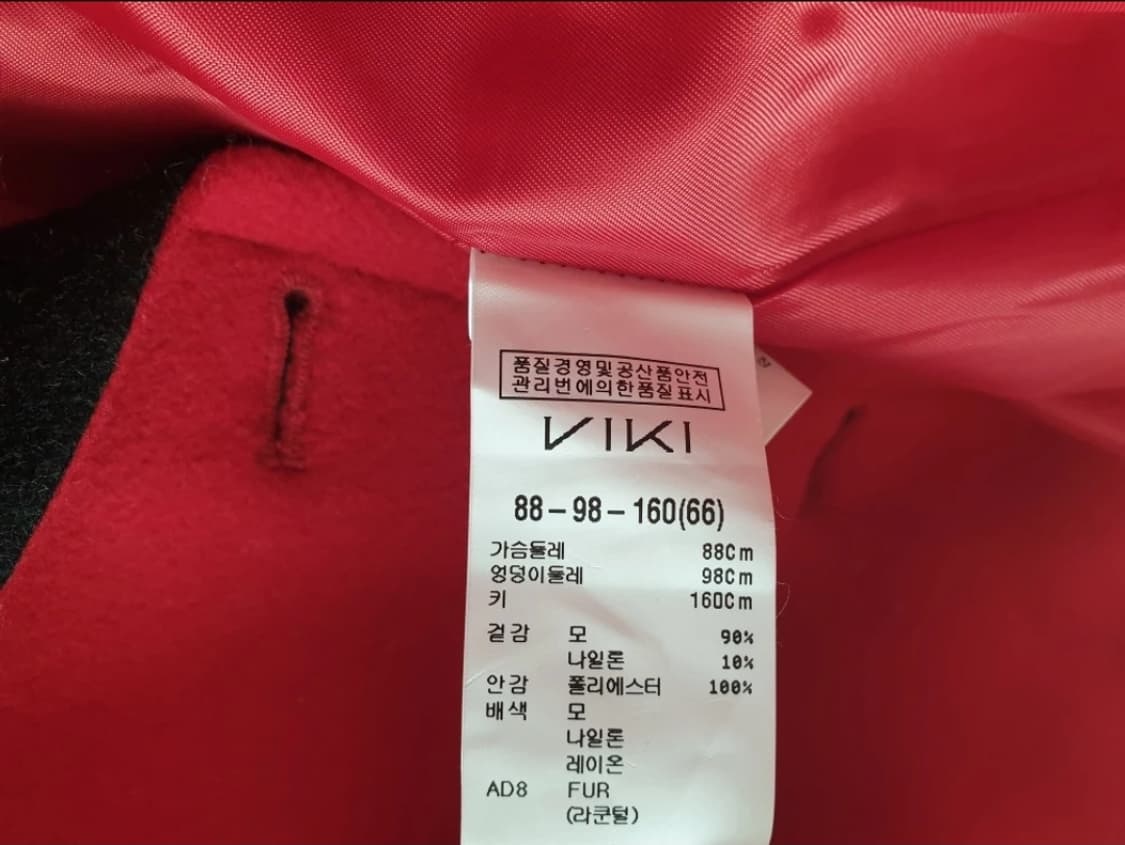 품질경영및공산품안전
관리번에의한품질표시
VIKI
88-98-160(66)
가슴둘레 88Cm
엉덩이둘레 98Cm
키 160Cm
겉감 모 90%
나일론 10%
안감 폴리에스터 100%
배색 모
나일론
레이온
AD8 FUR
(라쿤털)